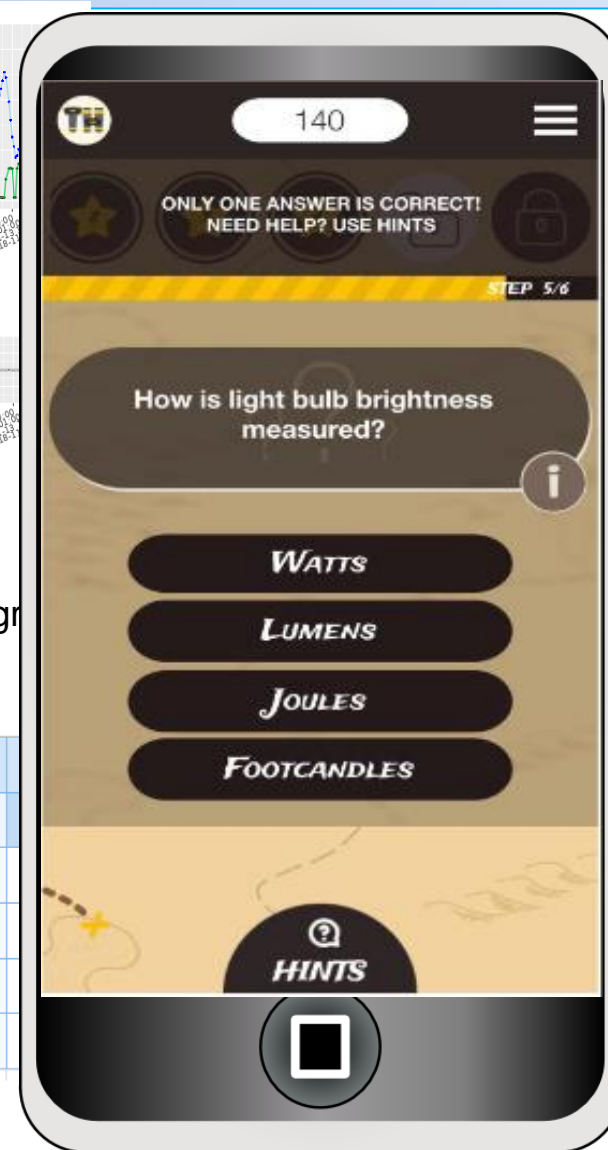 TH
140
ONLY ONE ANSWER IS CORRECT!
NEED HELP? USE HINTS
STEP 5/6
How is light bulb brightness
measured?
i
WATTS
LUMENS
JOULES
FOOTCANDLES
HINTS